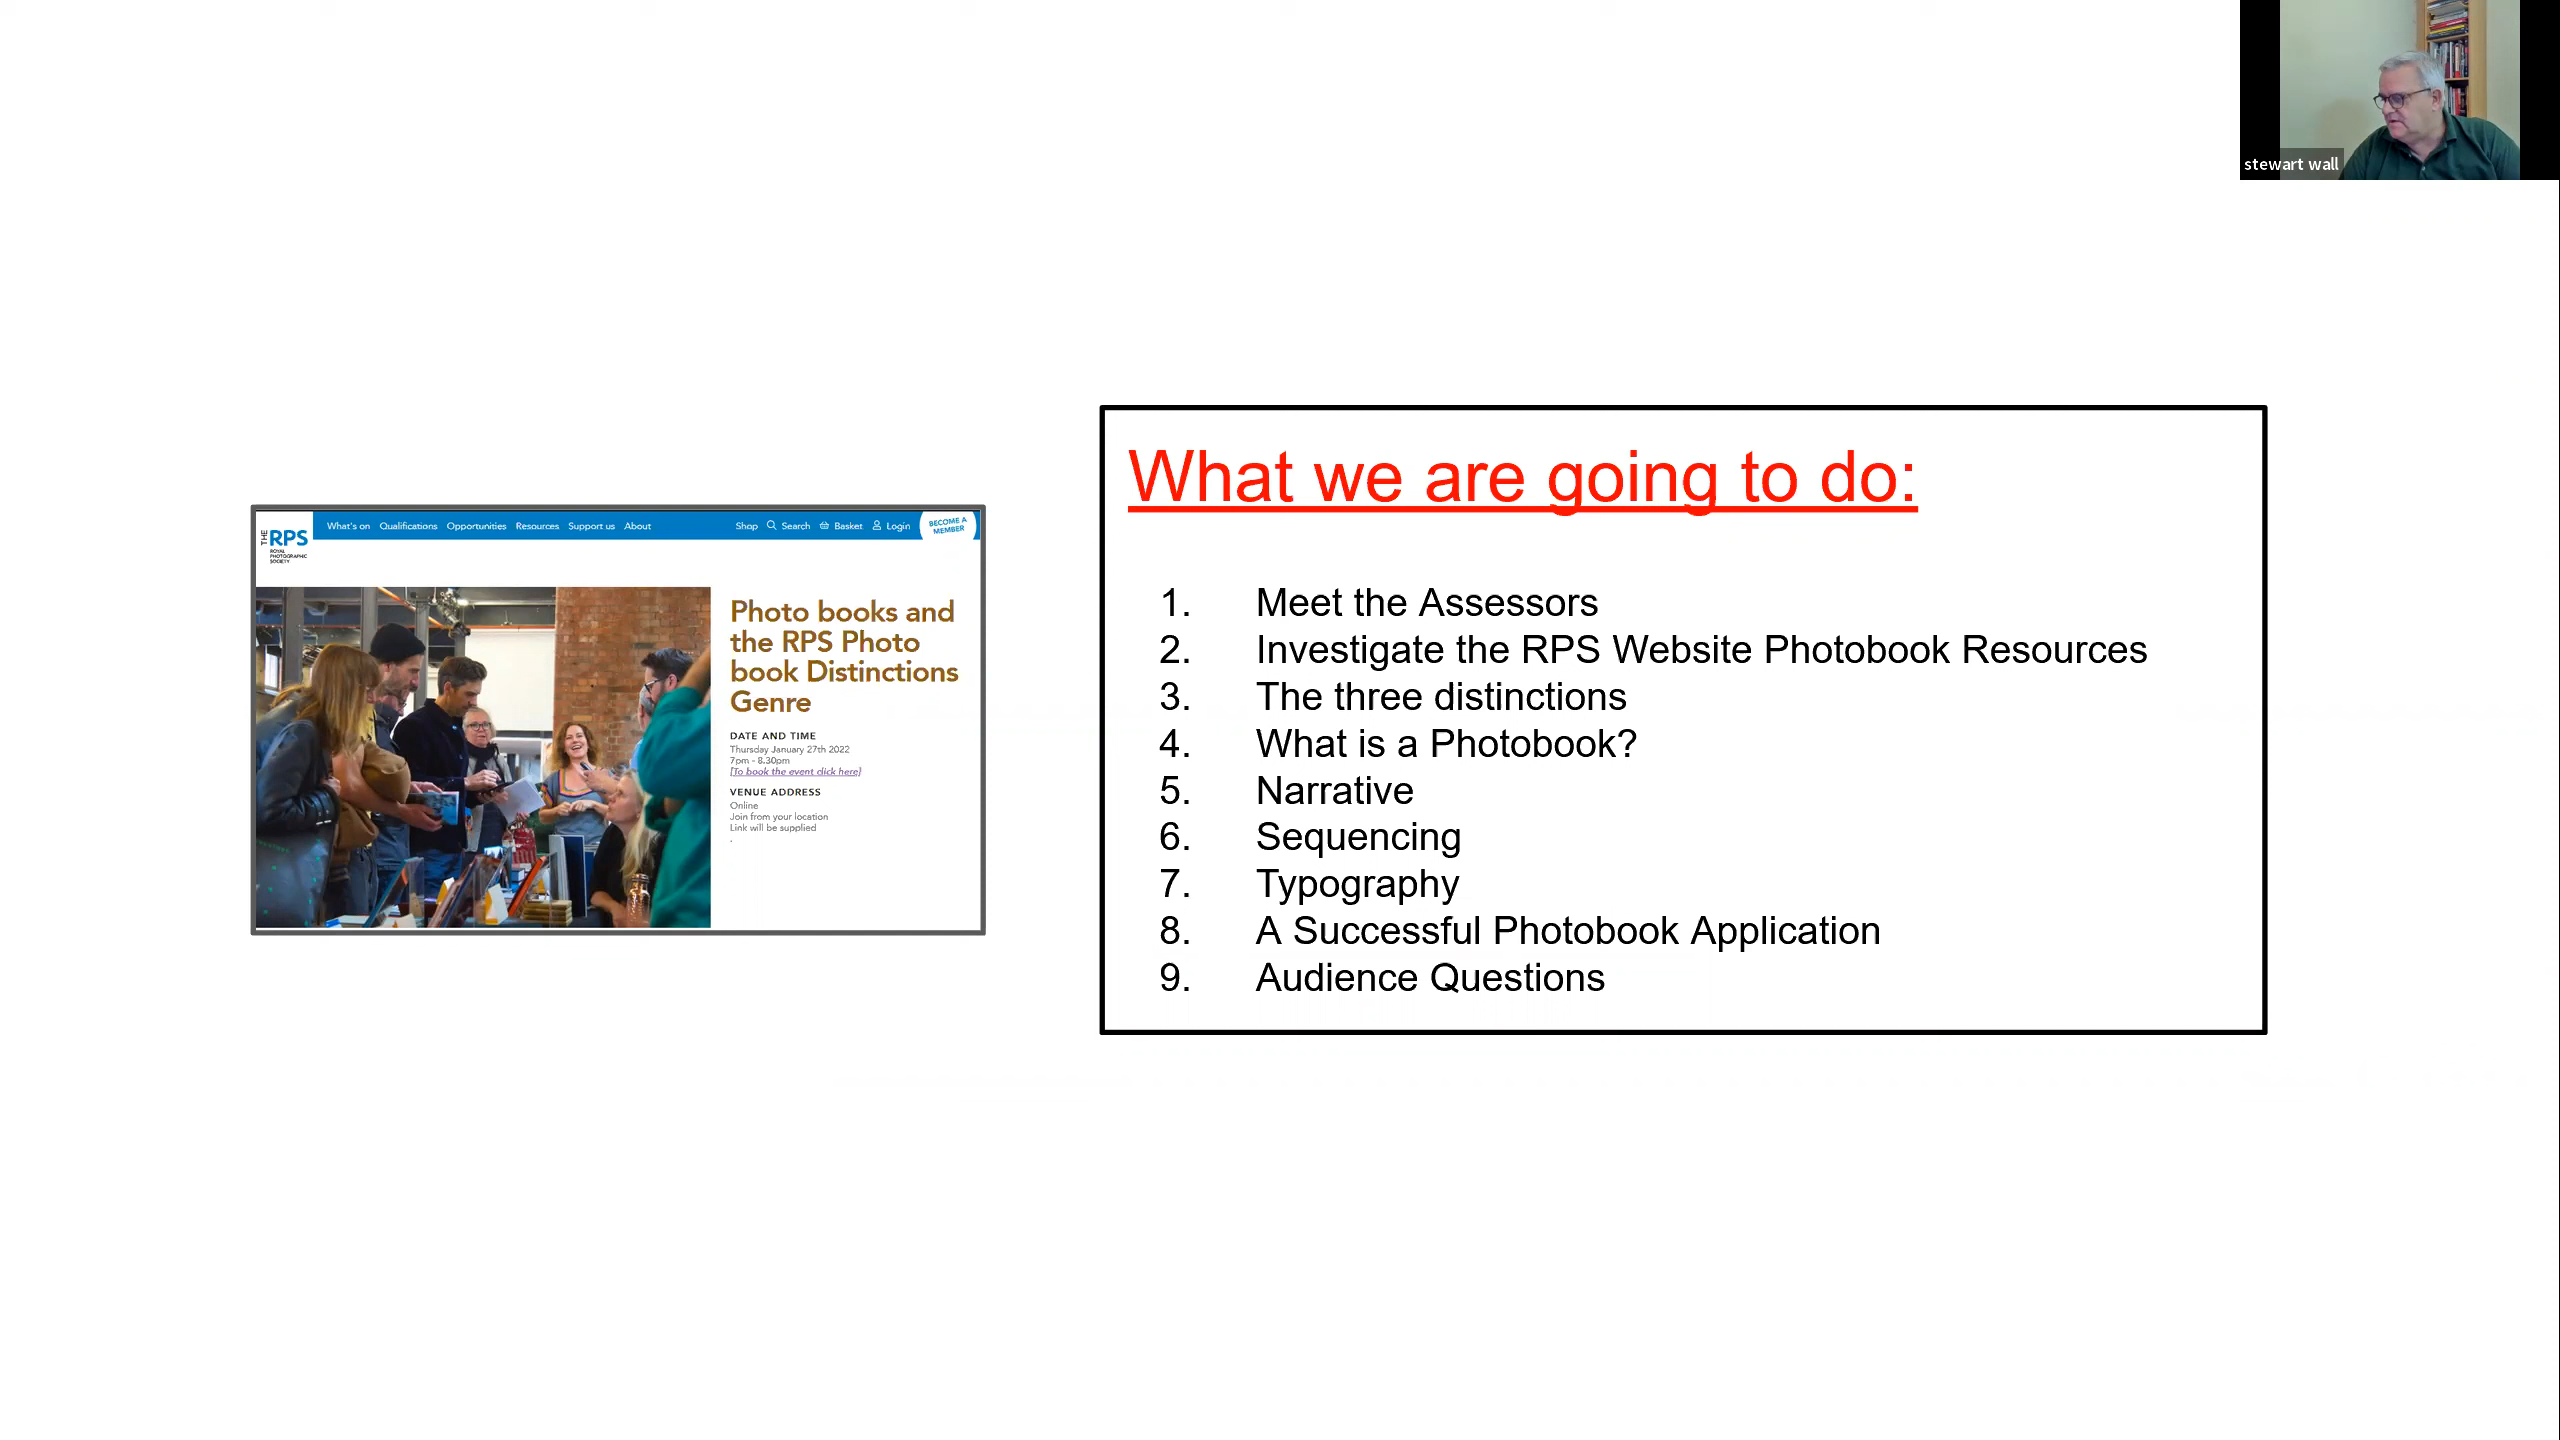 stewart wall
THE RPS
ROYAL
PHOTOGRAPHIC
SOCIETY
What's on Qualifications Opportunities Resources Support us About Shop Search Basket Login
BECOME A
MEMBER
Photo books and
the RPS Photo
book Distinctions
Genre
DATE AND TIME
Thursday January 27th 2022
7pm - 8.30pm
[To book the event click here]
VENUE ADDRESS
Online
Join from your location
Link will be supplied
.
What we are going to do:
1. Meet the Assessors
2. Investigate the RPS Website Photobook Resources
3. The three distinctions
4. What is a Photobook?
5. Narrative
6. Sequencing
7. Typography
8. A Successful Photobook Application
9. Audience Questions